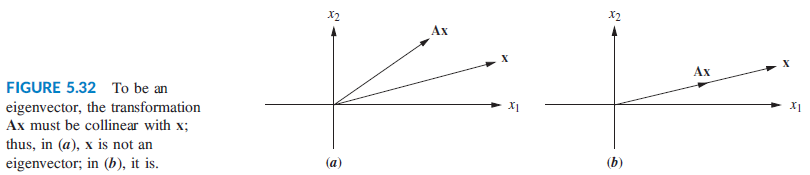 FIGURE 5.32 To be an
eigenvector, the transformation
Ax must be collinear with x;
thus, in (a), x is not an
eigenvector; in (b), it is.
x2
Ax
x
x1
(a)
x2
Ax
x
x1
(b)